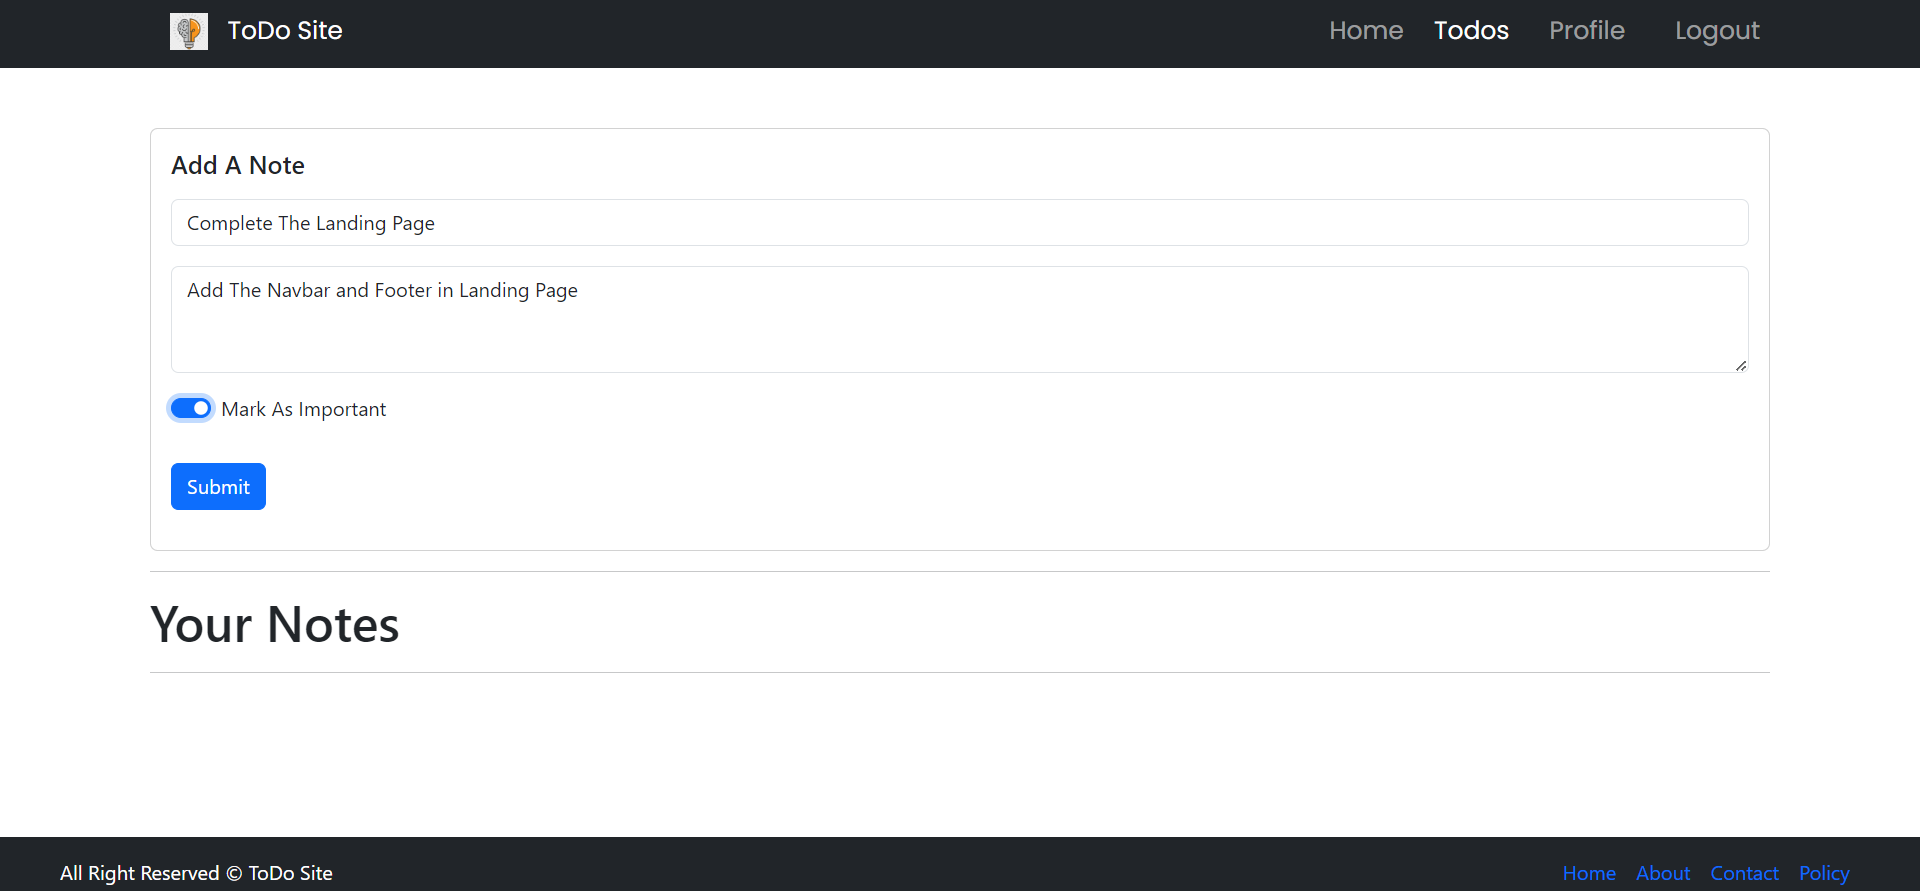 ToDo Site Home Todos Profile Logout
Add A Note
Complete The Landing Page
Add The Navbar and Footer in Landing Page
Mark As Important
Submit
Your Notes
All Right Reserved © ToDo Site Home About Contact Policy